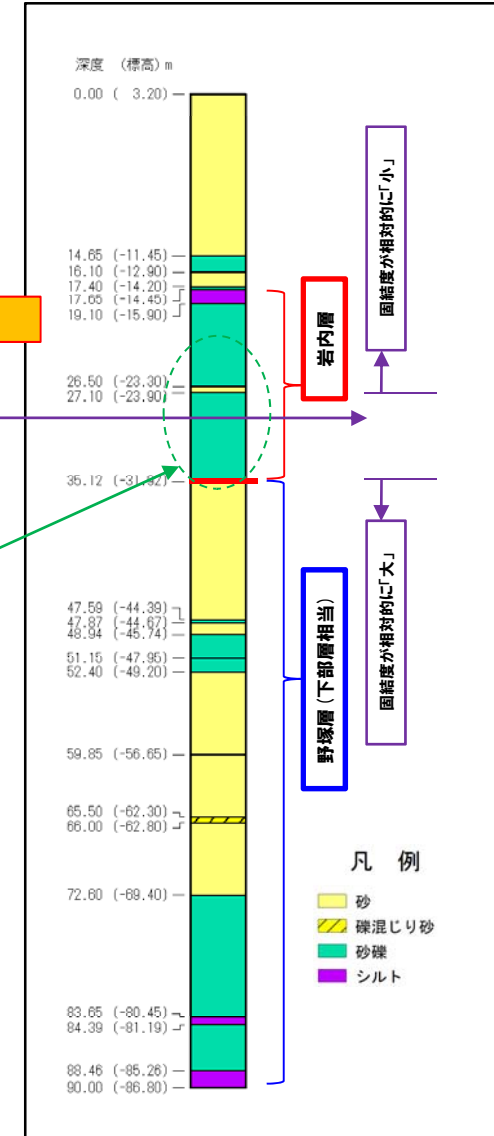 深度 (標高) m
0.00 ( 3.20)
14.65 (-11.45)
16.10 (-12.90)
17.40 (-14.20)
17.65 (-14.45)
19.10 (-15.90)
26.50 (-23.30)
27.10 (-23.90)
35.12 (-31.92)
47.59 (-44.39)
47.87 (-44.67)
48.94 (-45.74)
51.15 (-47.95)
52.40 (-49.20)
59.85 (-56.65)
65.50 (-62.30)
66.00 (-62.80)
72.60 (-69.40)
83.65 (-80.45)
84.39 (-81.19)
88.46 (-85.26)
90.00 (-86.80)
岩内層
野塚層(下部層相当)
固結度が相対的に「小」
固結度が相対的に「大」
凡 例
砂
礫混じり砂
砂礫
シルト